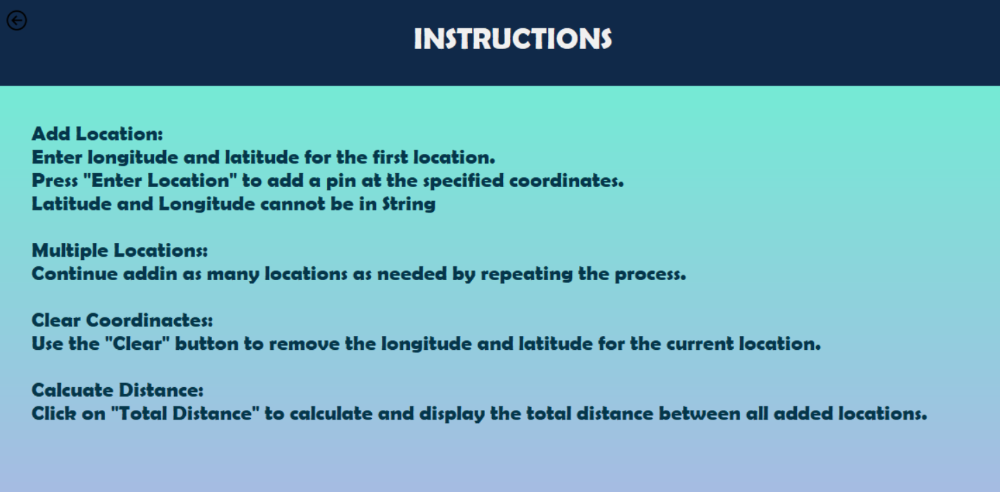 INSTRUCTIONS
Add Location:
Enter longitude and latitude for the first location.
Press "Enter Location" to add a pin at the specified coordinates.
Latitude and Longitude cannot be in String
Multiple Locations:
Continue addin as many locations as needed by repeating the process.
Clear Coordinactes:
Use the "Clear" button to remove the longitude and latitude for the current location.
Calcuate Distance:
Click on "Total Distance" to calculate and display the total distance between all added locations.